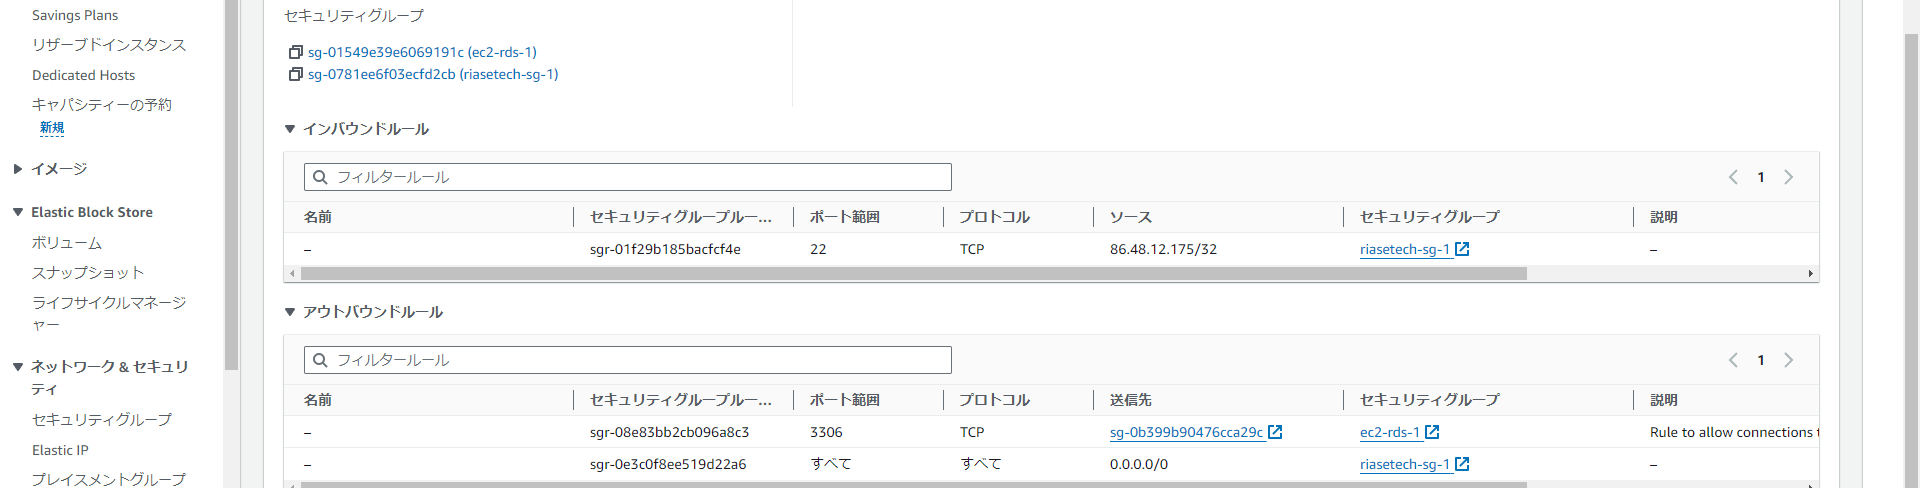 Savings Plans
リザーブドインスタンス
Dedicated Hosts
キャパシティーの予約
新規
イメージ
Elastic Block Store
ボリューム
スナップショット
ライフサイクルマネージ
ャー
ネットワーク & セキュリ
ティ
セキュリティグループ
Elastic IP
プレイスメントグループ
セキュリティグループ
sg-01549e39e6069191c (ec2-rds-1)
sg-0781ee6f03ecfd2cb (riasetech-sg-1)
インバウンドルール
フィルタールール
1
名前 セキュリティグループルー... ポート範囲 プロトコル ソース セキュリティグループ 説明
– sgr-01f29b185bacfcf4e 22 TCP 86.48.12.175/32 riasetech-sg-1 –
アウトバウンドルール
フィルタールール
1
名前 セキュリティグループルー... ポート範囲 プロトコル 送信先 セキュリティグループ 説明
– sgr-08e83bb2cb096a8c3 3306 TCP sg-0b399b90476cca29c ec2-rds-1 Rule to allow connections t
– sgr-0e3c0f8ee519d22a6 すべて すべて 0.0.0.0/0 riasetech-sg-1 –